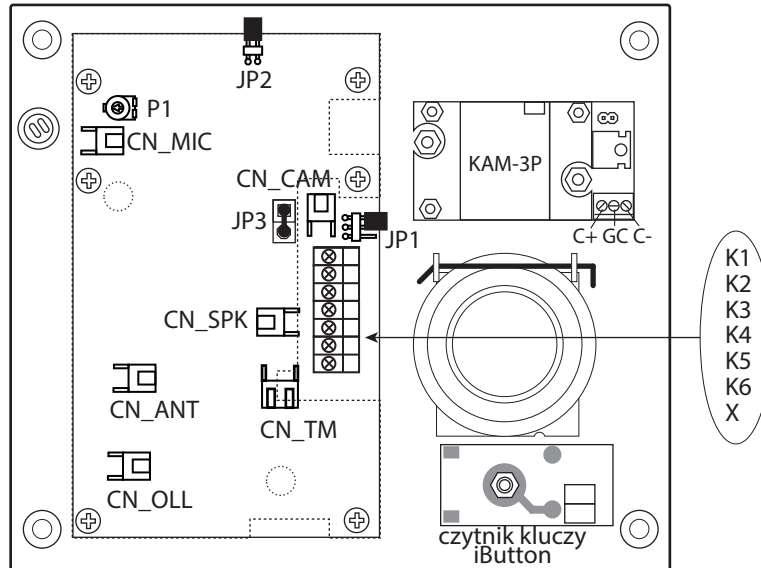 JP2
P1
CN_MIC
KAM-3P
CN_CAM
JP3
JP1
C+ GC C-
K1
K2
K3
K4
K5
K6
X
CN_SPK
CN_ANT
CN_TM
CN_OLL
czytnik kluczy
iButton